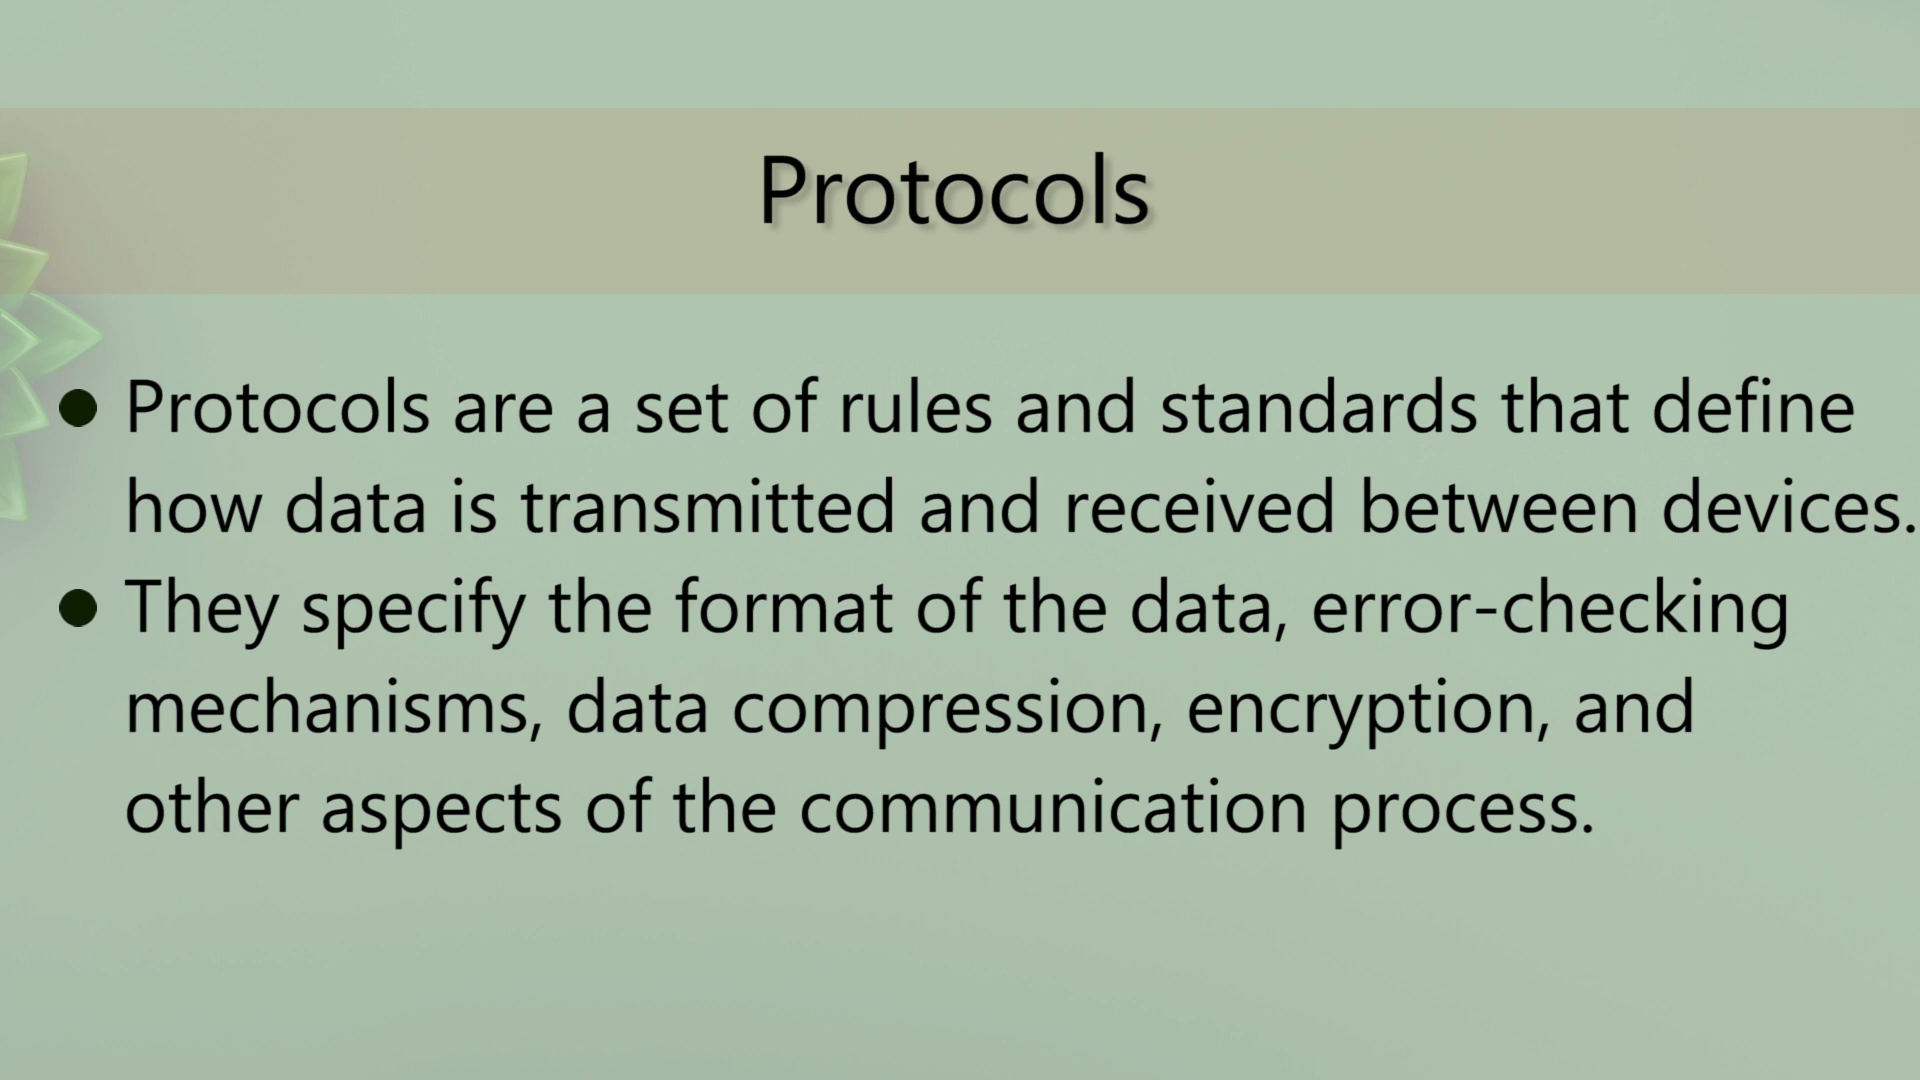 Protocols
● Protocols are a set of rules and standards that define
how data is transmitted and received between devices.
● They specify the format of the data, error-checking
mechanisms, data compression, encryption, and
other aspects of the communication process.